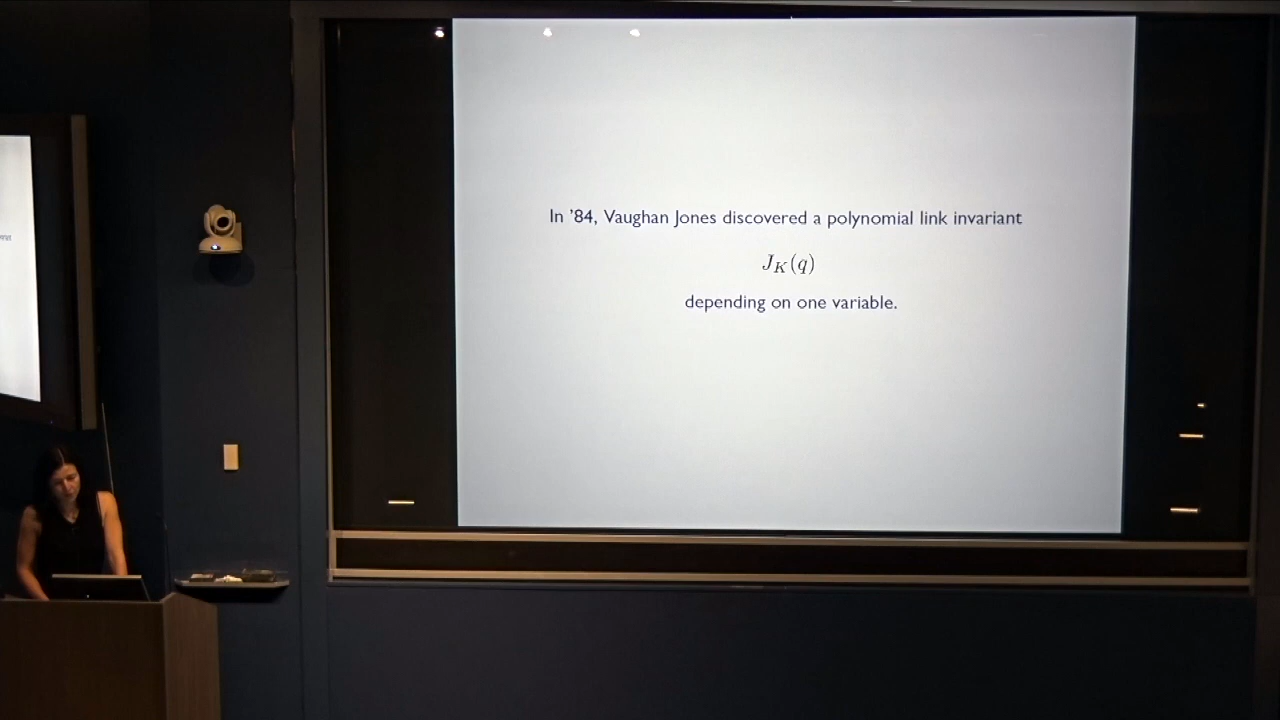 In '84, Vaughan Jones discovered a polynomial link invariant
J_K(q)
depending on one variable.